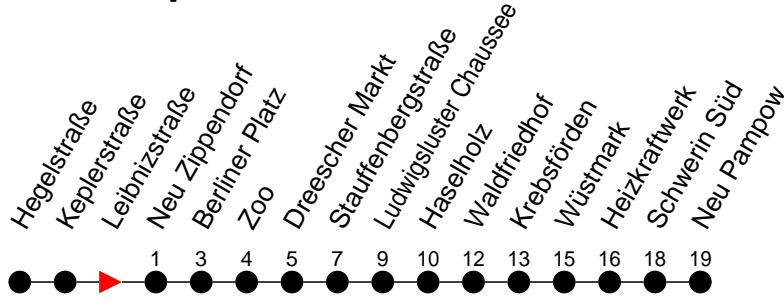 Hegelstraße
Keplerstraße
Leibnizstraße
Neu Zippendorf
Berliner Platz
Zoo
Dreescher Markt
Stauffenbergstraße
Ludwigsluster Chaussee
Haselholz
Waldfriedhof
Krebsförden
Wüstmark
Heizkraftwerk
Schwerin Süd
Neu Pampow
1 3 4 5 7 9 10 12 13 15 16 18 19